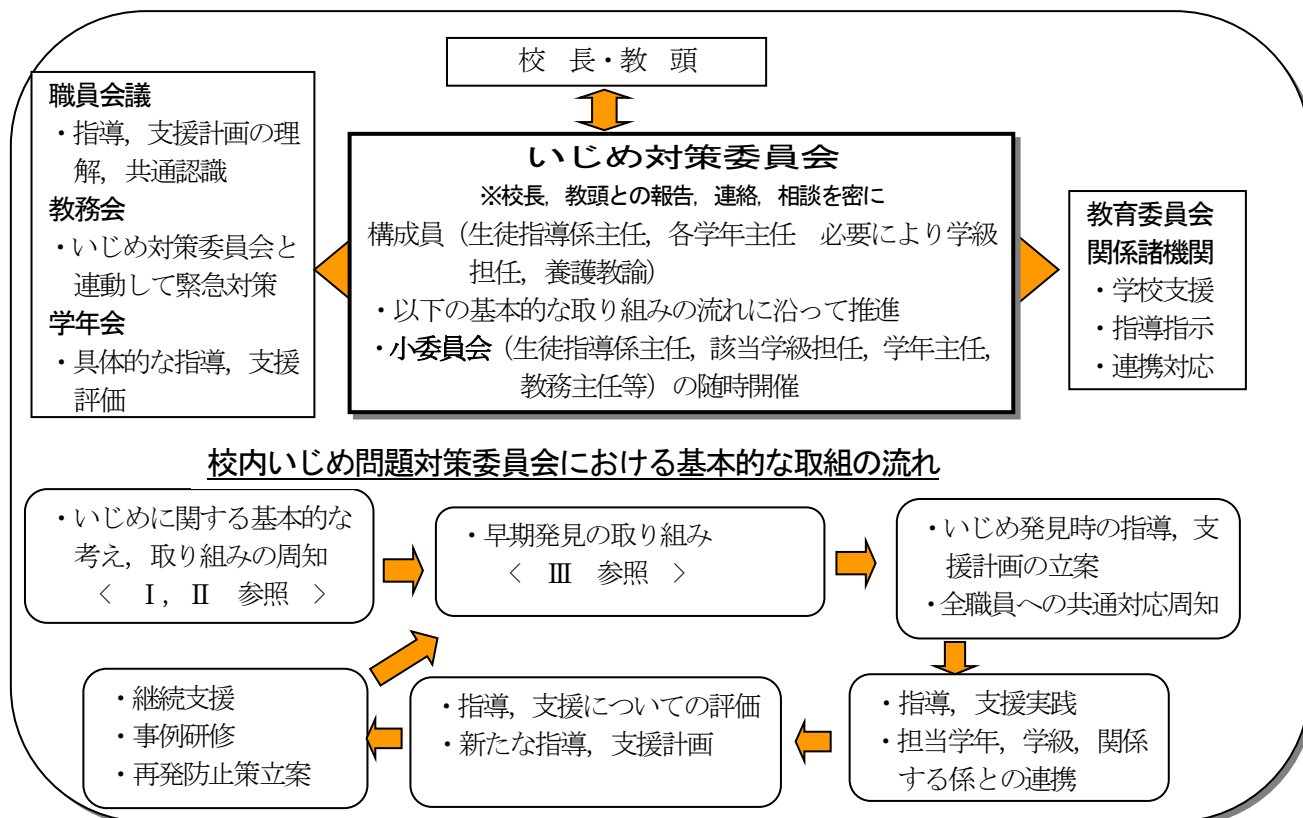 校　長・教　頭
職員会議
・指導，支援計画の理
解，共通認識
教務会
・いじめ対策委員会と
連動して緊急対策
学年会
・具体的な指導，支援
評価
いじめ対策委員会
※校長，教頭との報告，連絡，相談を密に
構成員（生徒指導係主任，各学年主任　必要により学級
担任，養護教諭）
・以下の基本的な取り組みの流れに沿って推進
・小委員会（生徒指導係主任，該当学級担任，学年主任，
教務主任等）の随時開催
教育委員会
関係諸機関
・学校支援
・指導指示
・連携対応
校内いじめ問題対策委員会における基本的な取組の流れ
・いじめに関する基本的な
考え，取り組みの周知
＜　Ⅰ，Ⅱ　参照　＞
・早期発見の取り組み
＜　Ⅲ　参照　＞
・いじめ発見時の指導，支
援計画の立案
・全職員への共通対応周知
・指導，支援実践
・担当学年，学級，関係
する係との連携
・指導，支援についての評価
・新たな指導，支援計画
・継続支援
・事例研修
・再発防止策立案